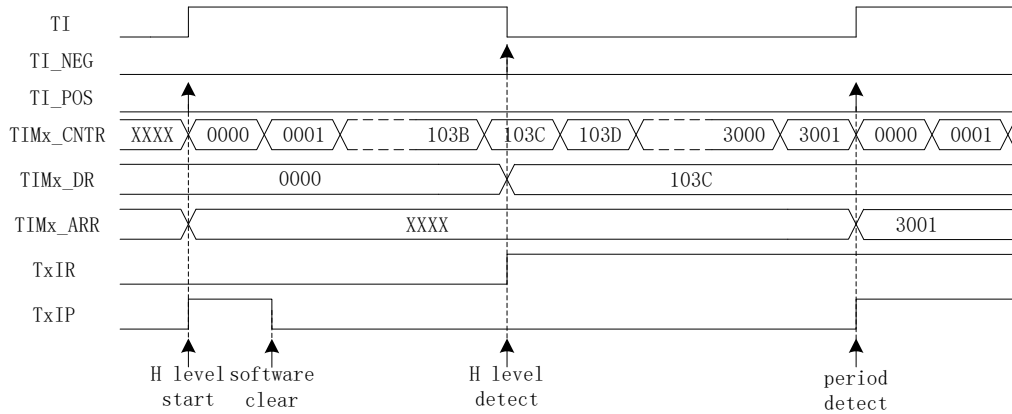 TI
TI_NEG
TI_POS
TIMx_CNTR XXXX 0000 0001 103B 103C 103D 3000 3001 0000 0001
TIMx_DR 0000 103C
TIMx_ARR XXXX 3001
TxIR
TxIP
H level
start
software
clear
H level
detect
period
detect